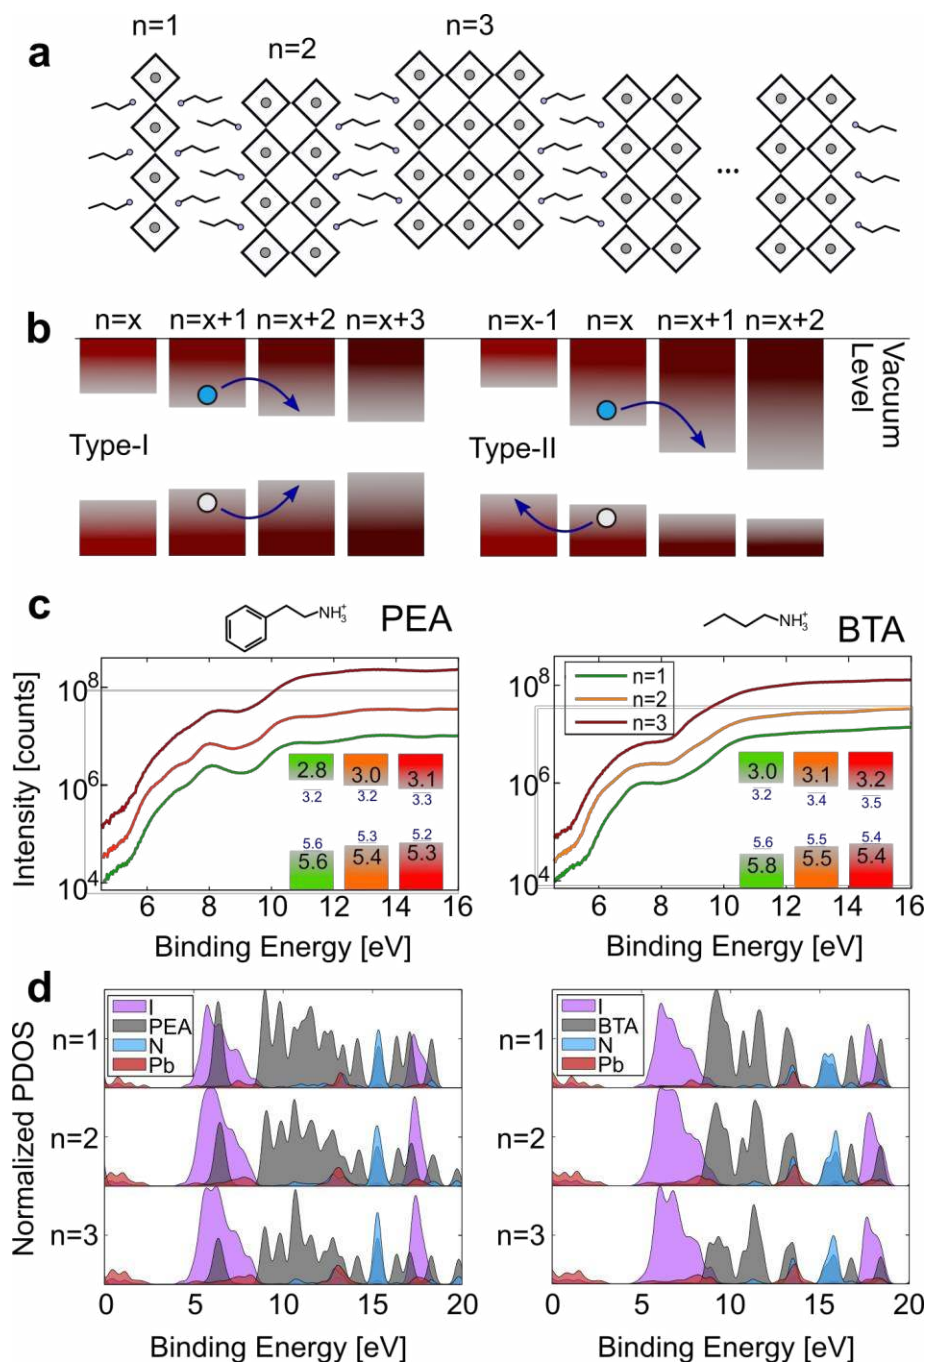 a
n=1
n=2
n=3
...
b
n=x n=x+1 n=x+2 n=x+3
n=x-1 n=x n=x+1 n=x+2
Type-I
Type-II
Vacuum
Level
c
NH3+
PEA
Intensity [counts]
10^8
10^6
10^4
2.8 3.0 3.1
3.2 3.2 3.3
5.6 5.3 5.2
5.6 5.4 5.3
6 8 10 12 14 16
Binding Energy [eV]
NH3+
BTA
n=1
n=2
n=3
10^8
10^6
10^4
3.0 3.1 3.2
3.2 3.4 3.5
5.6 5.5 5.4
5.8 5.5 5.4
6 8 10 12 14 16
Binding Energy [eV]
d
Normalized PDOS
n=1
n=2
n=3
I
PEA
N
Pb
0 5 10 15 20
Binding Energy [eV]
n=1
n=2
n=3
I
BTA
N
Pb
0 5 10 15 20
Binding Energy [eV]